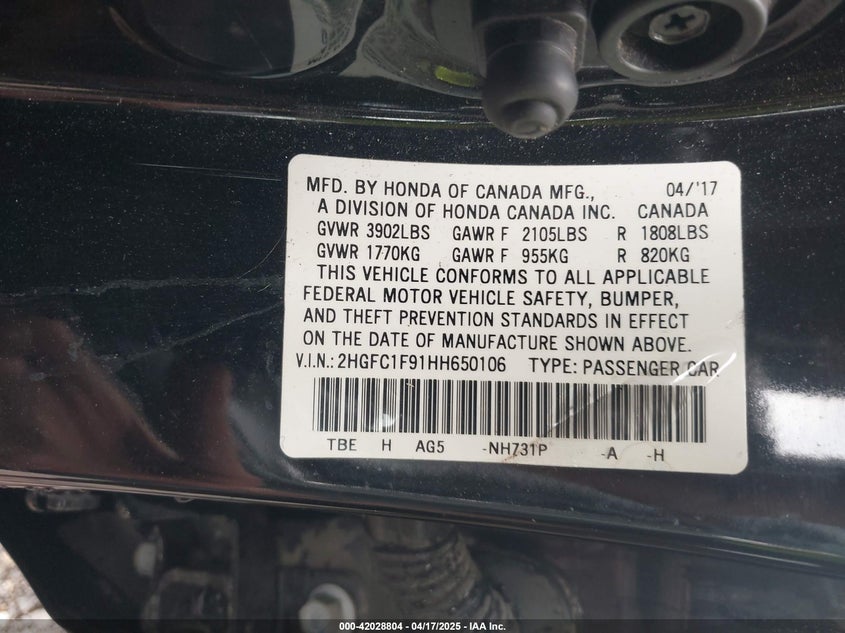 MFD. BY HONDA OF CANADA MFG., 04/'17
A DIVISION OF HONDA CANADA INC. CANADA
GVWR 3902LBS GAWR F 2105LBS R 1808LBS
GVWR 1770KG GAWR F 955KG R 820KG
THIS VEHICLE CONFORMS TO ALL APPLICABLE
FEDERAL MOTOR VEHICLE SAFETY, BUMPER,
AND THEFT PREVENTION STANDARDS IN EFFECT
ON THE DATE OF MANUFACTURE SHOWN ABOVE.
V.I.N.: 2HGFC1F91HH650106 TYPE: PASSENGER CAR
TBE H AG5 -NH731P -A -H
000-42028804 - 04/17/2025 - IAA Inc.